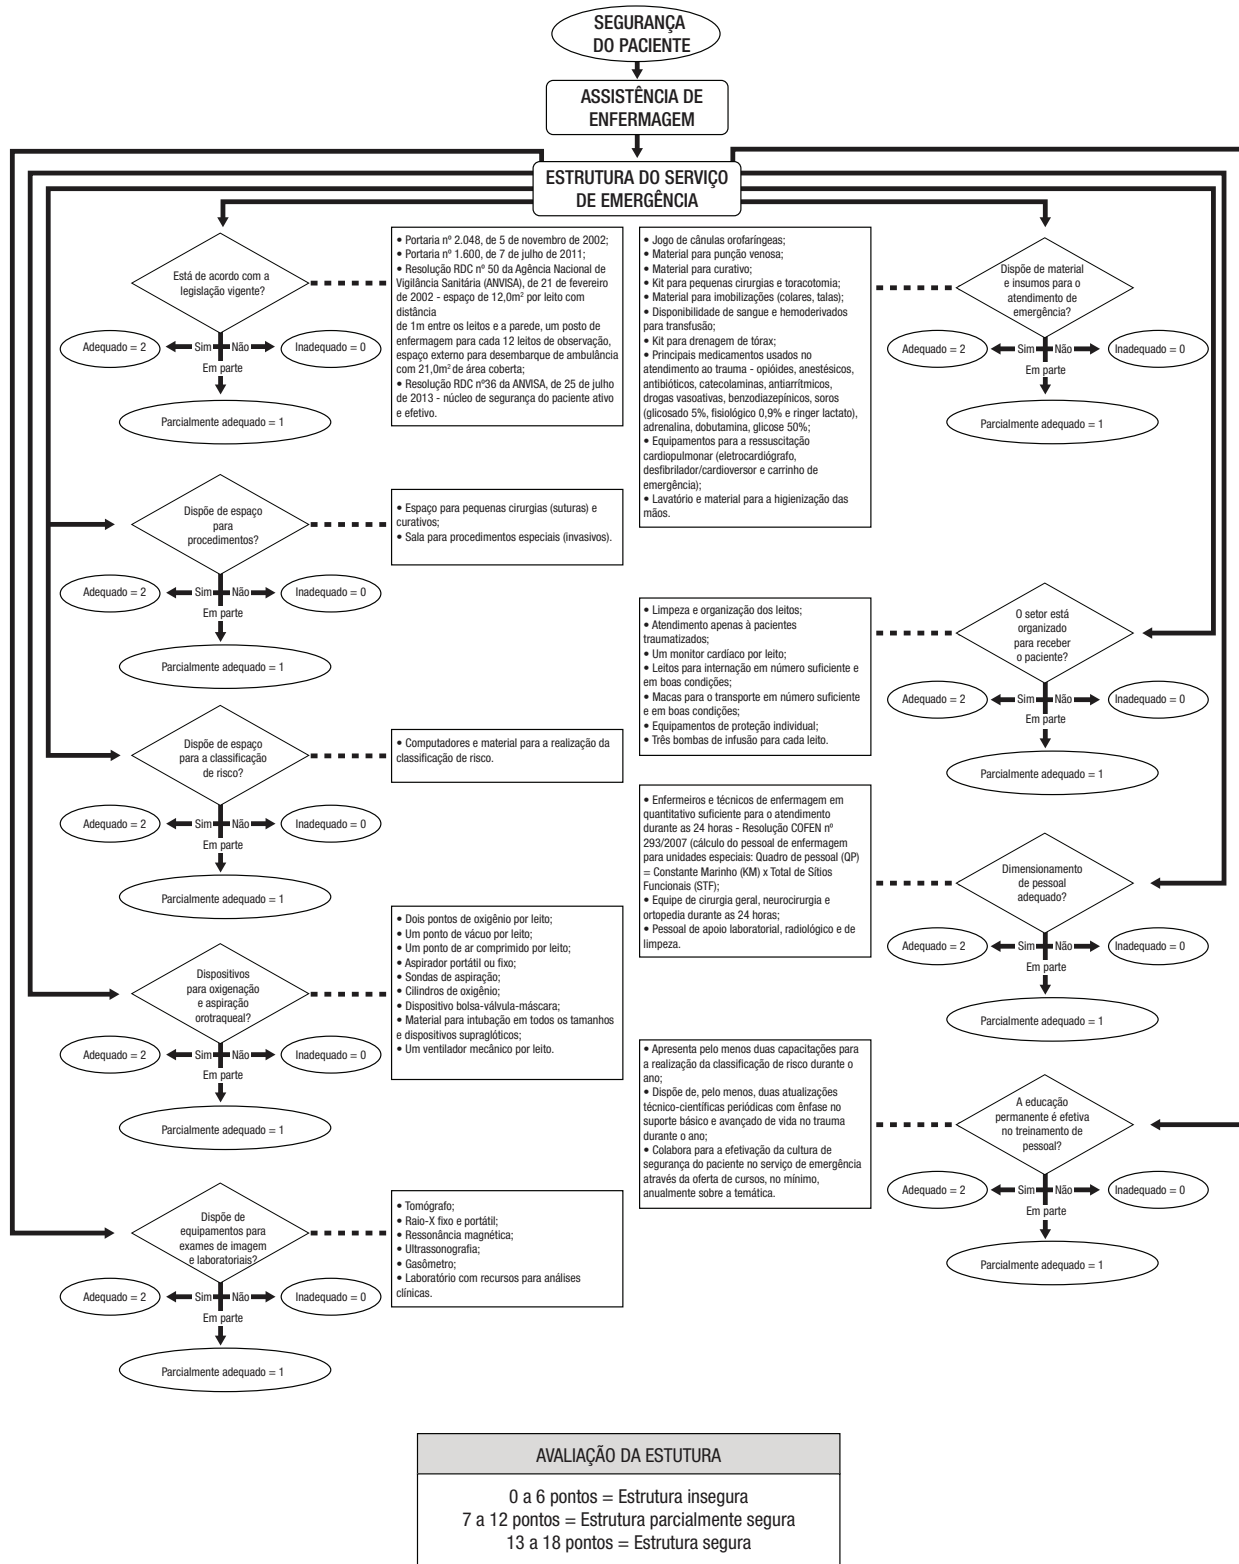 SEGURANÇA
DO PACIENTE
ASSISTÊNCIA DE
ENFERMAGEM
ESTRUTURA DO SERVIÇO
DE EMERGÊNCIA
Está de acordo com a
legislação vigente?
Adequado = 2
Sim
Não
Inadequado = 0
Em parte
Parcialmente adequado = 1
• Portaria nº 2.048, de 5 de novembro de 2002;
• Portaria nº 1.600, de 7 de julho de 2011;
• Resolução RDC nº 50 da Agência Nacional de
Vigilância Sanitária (ANVISA), de 21 de fevereiro
de 2002 - espaço de 12,0m² por leito com
distância
de 1m entre os leitos e a parede, um posto de
enfermagem para cada 12 leitos de observação,
espaço externo para desembarque de ambulância
com 21,0m² de área coberta;
• Resolução RDC nº36 da ANVISA, de 25 de julho
de 2013 - núcleo de segurança do paciente ativo
e efetivo.
Dispõe de espaço
para
procedimentos?
Adequado = 2
Sim
Não
Inadequado = 0
Em parte
Parcialmente adequado = 1
• Espaço para pequenas cirurgias (suturas) e
curativos;
• Sala para procedimentos especiais (invasivos).
Dispõe de espaço
para a classificação
de risco?
Adequado = 2
Sim
Não
Inadequado = 0
Em parte
Parcialmente adequado = 1
• Computadores e material para a realização da
classificação de risco.
Dispositivos
para oxigenação
e aspiração
orotraqueal?
Adequado = 2
Sim
Não
Inadequado = 0
Em parte
Parcialmente adequado = 1
• Dois pontos de oxigênio por leito;
• Um ponto de vácuo por leito;
• Um ponto de ar comprimido por leito;
• Aspirador portátil ou fixo;
• Sondas de aspiração;
• Cilindros de oxigênio;
• Dispositivo bolsa-válvula-máscara;
• Material para intubação em todos os tamanhos
e dispositivos supraglóticos;
• Um ventilador mecânico por leito.
Dispõe de
equipamentos para
exames de imagem
e laboratoriais?
Adequado = 2
Sim
Não
Inadequado = 0
Em parte
Parcialmente adequado = 1
• Tomógrafo;
• Raio-X fixo e portátil;
• Ressonância magnética;
• Ultrassonografia;
• Gasômetro;
• Laboratório com recursos para análises
clínicas.
• Jogo de cânulas orofaríngeas;
• Material para punção venosa;
• Material para curativo;
• Kit para pequenas cirurgias e toracotomia;
• Material para imobilizações (colares, talas);
• Disponibilidade de sangue e hemoderivados
para transfusão;
• Kit para drenagem de tórax;
• Principais medicamentos usados no
atendimento ao trauma - opióides, anestésicos,
antibióticos, catecolaminas, antiarrítmicos,
drogas vasoativas, benzodiazepínicos, soros
(glicosado 5%, fisiológico 0,9% e ringer lactato),
adrenalina, dobutamina, glicose 50%;
• Equipamentos para a ressuscitação
cardiopulmonar (eletrocardiógrafo,
desfibrilador/cardioversor e carrinho de
emergência);
• Lavatório e material para a higienização das
mãos.
Dispõe de material
e insumos para o
atendimento de
emergência?
Adequado = 2
Sim
Não
Inadequado = 0
Em parte
Parcialmente adequado = 1
• Limpeza e organização dos leitos;
• Atendimento apenas à pacientes
traumatizados;
• Um monitor cardíaco por leito;
• Leitos para internação em número suficiente e
em boas condições;
• Macas para o transporte em número suficiente
e em boas condições;
• Equipamentos de proteção individual;
• Três bombas de infusão para cada leito.
O setor está
organizado
para receber
o paciente?
Adequado = 2
Sim
Não
Inadequado = 0
Em parte
Parcialmente adequado = 1
• Enfermeiros e técnicos de enfermagem em
quantitativo suficiente para o atendimento
durante as 24 horas - Resolução COFEN nº
293/2007 (cálculo do pessoal de enfermagem
para unidades especiais: Quadro de pessoal (QP)
= Constante Marinho (KM) x Total de Sítios
Funcionais (STF);
• Equipe de cirurgia geral, neurocirurgia e
ortopedia durante as 24 horas;
• Pessoal de apoio laboratorial, radiológico e de
limpeza.
Dimensionamento
de pessoal
adequado?
Adequado = 2
Sim
Não
Inadequado = 0
Em parte
Parcialmente adequado = 1
• Apresenta pelo menos duas capacitações para
a realização da classificação de risco durante o
ano;
• Dispõe de, pelo menos, duas atualizações
técnico-científicas periódicas com ênfase no
suporte básico e avançado de vida no trauma
durante o ano;
• Colabora para a efetivação da cultura de
segurança do paciente no serviço de emergência
através da oferta de cursos, no mínimo,
anualmente sobre a temática.
A educação
permanente é efetiva
no treinamento de
pessoal?
Adequado = 2
Sim
Não
Inadequado = 0
Em parte
Parcialmente adequado = 1
AVALIAÇÃO DA ESTUTURA
0 a 6 pontos = Estrutura insegura
7 a 12 pontos = Estrutura parcialmente segura
13 a 18 pontos = Estrutura segura